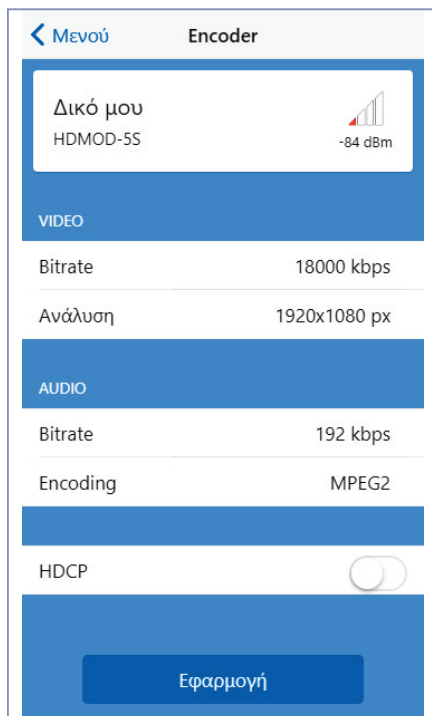 Μενού Encoder
Δικό μου
HDMOD-5S -84 dBm
VIDEO
Bitrate 18000 kbps
Ανάλυση 1920x1080 px
AUDIO
Bitrate 192 kbps
Encoding MPEG2
HDCP
Εφαρμογή